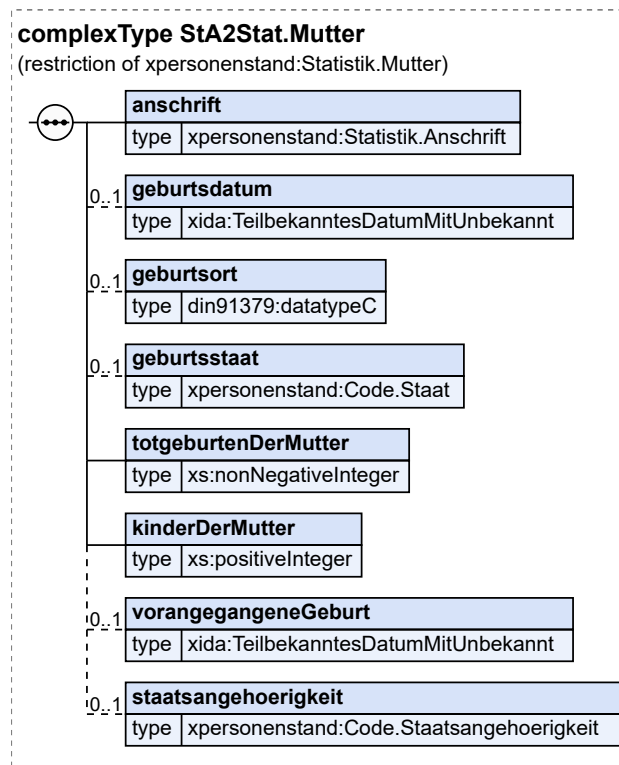 complexType StA2Stat.Mutter
(restriction of xpersonenstand:Statistik.Mutter)
anschrift
type xpersonenstand:Statistik.Anschrift
0..1 geburtsdatum
type xida:TeilbekanntesDatumMitUnbekannt
0..1 geburtsort
type din91379:datatypeC
0..1 geburtsstaat
type xpersonenstand:Code.Staat
totgeburtenDerMutter
type xs:nonNegativeInteger
kinderDerMutter
type xs:positiveInteger
0..1 vorangegangeneGeburt
type xida:TeilbekanntesDatumMitUnbekannt
0..1 staatsangehoerigkeit
type xpersonenstand:Code.Staatsangehoerigkeit